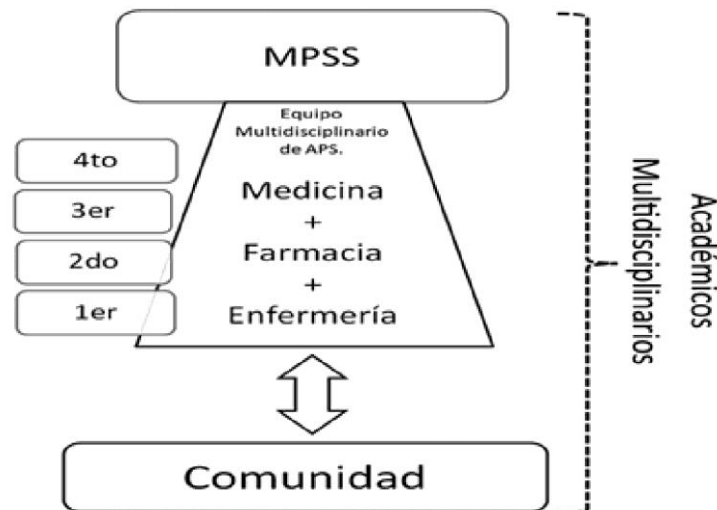 MPSS
Equipo
Multidisciplinario
de APS.
4to
3er
2do
1er
Medicina
+
Farmacia
+
Enfermería
Comunidad
Académicos
Multidisciplinarios